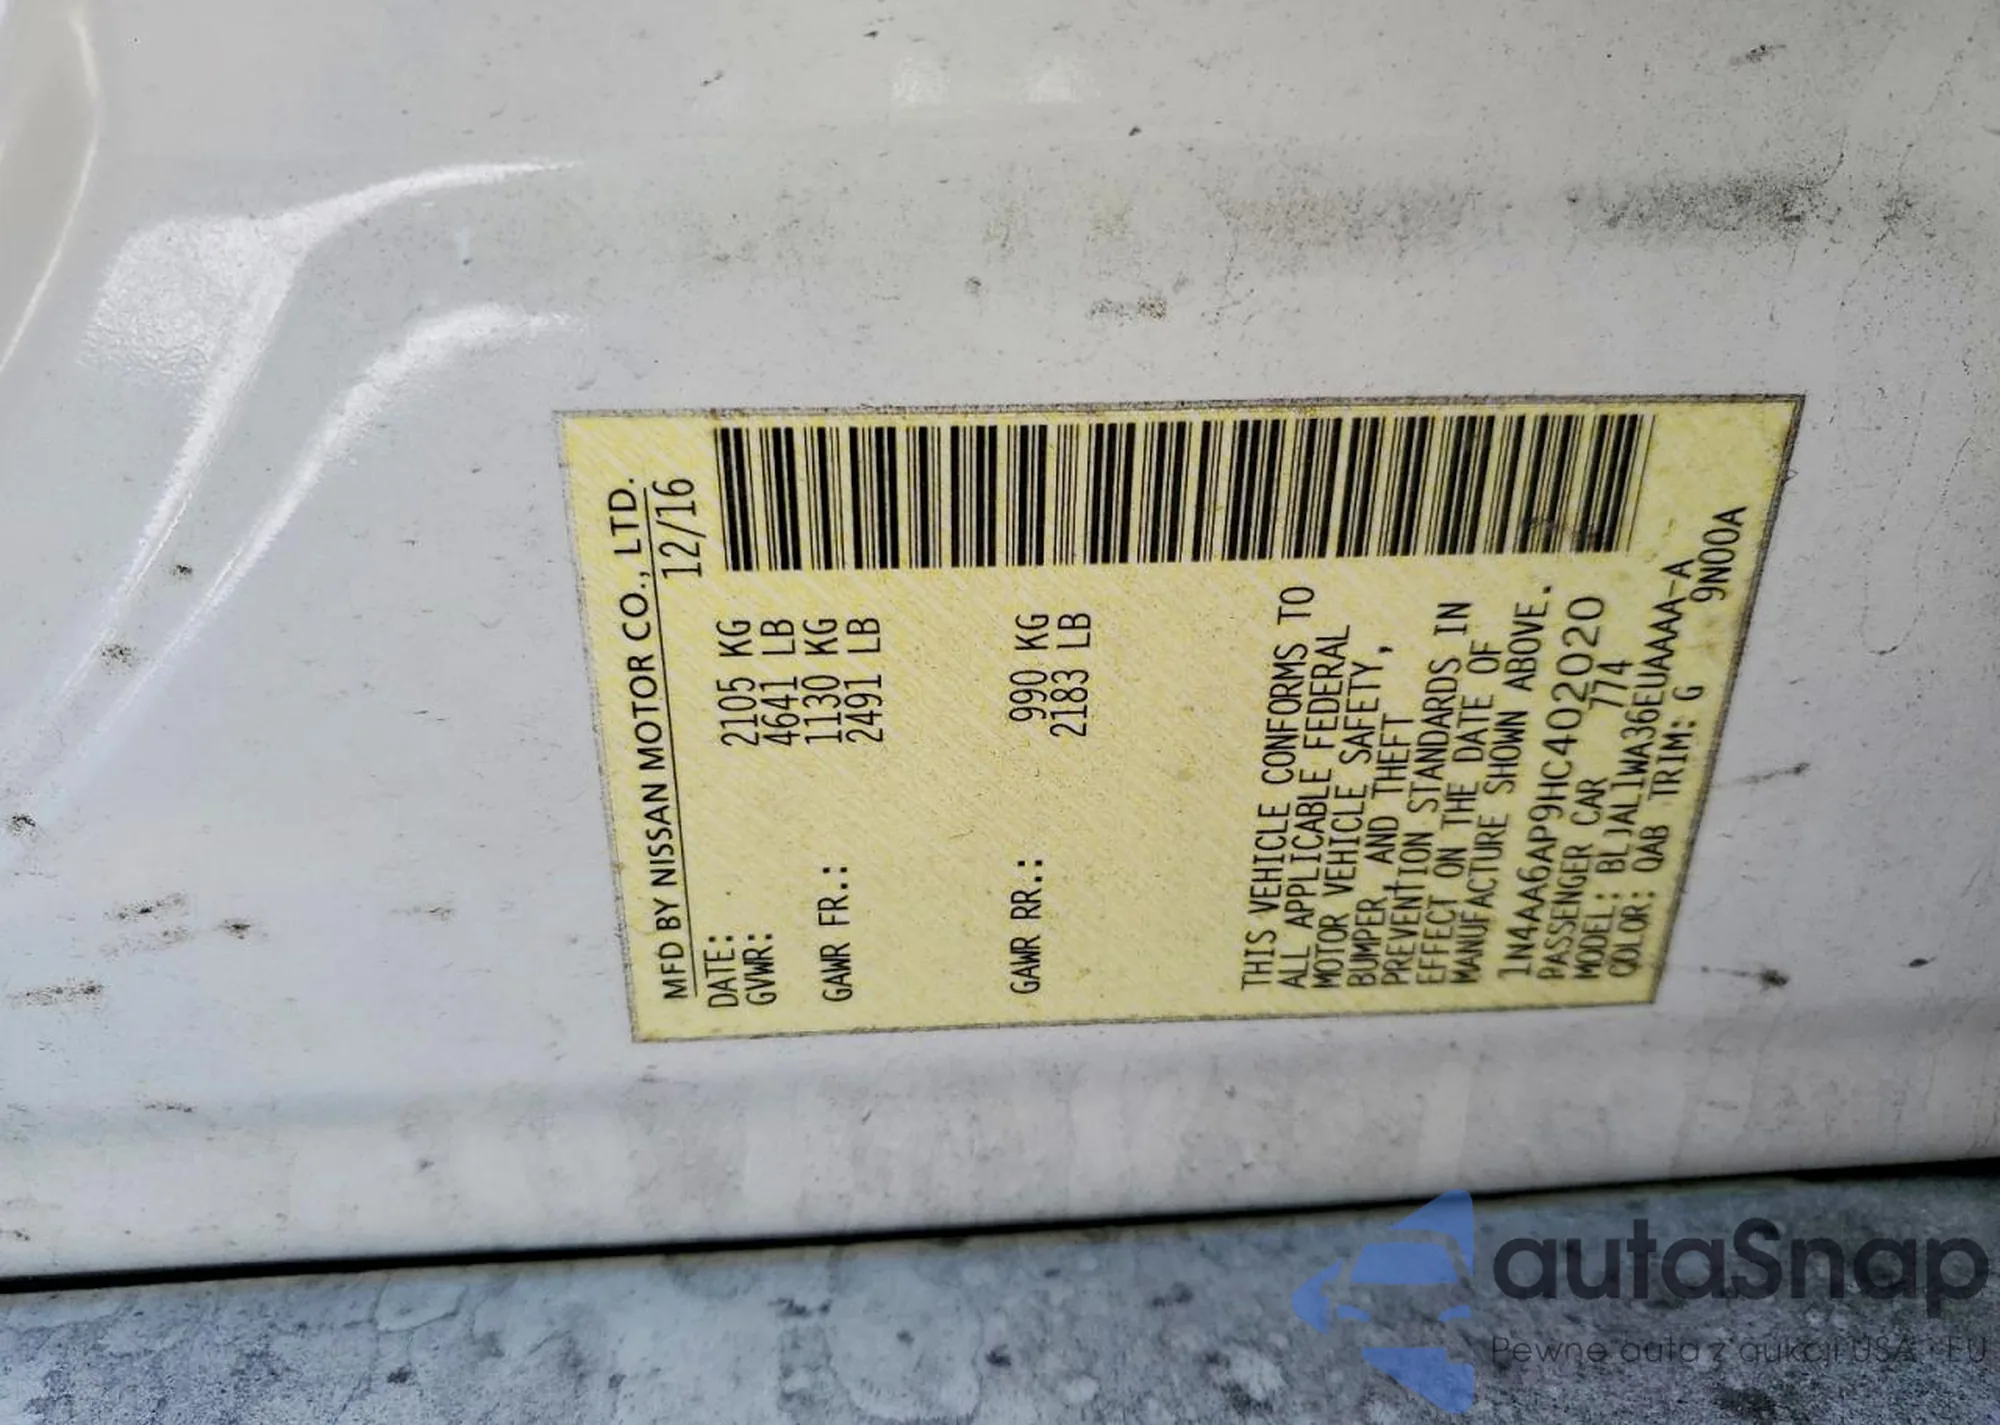 MFD BY NISSAN MOTOR CO., LTD.
DATE: 12/16
GVWR: 2105 KG
4641 LB
GAWR FR.: 1130 KG
2491 LB
GAWR RR.: 990 KG
2183 LB
THIS VEHICLE CONFORMS TO
ALL APPLICABLE FEDERAL
MOTOR VEHICLE SAFETY,
BUMPER, AND THEFT
PREVENTION STANDARDS IN
EFFECT ON THE DATE OF
MANUFACTURE SHOWN ABOVE.
1N4AA6AP9HC402020
PASSENGER CAR 774
MODEL: BLJALlWA36EUAAAA-A
COLOR: QAB TRIM: G 9N00A
autaSnap
Pewne auta z aukcji USA i EU